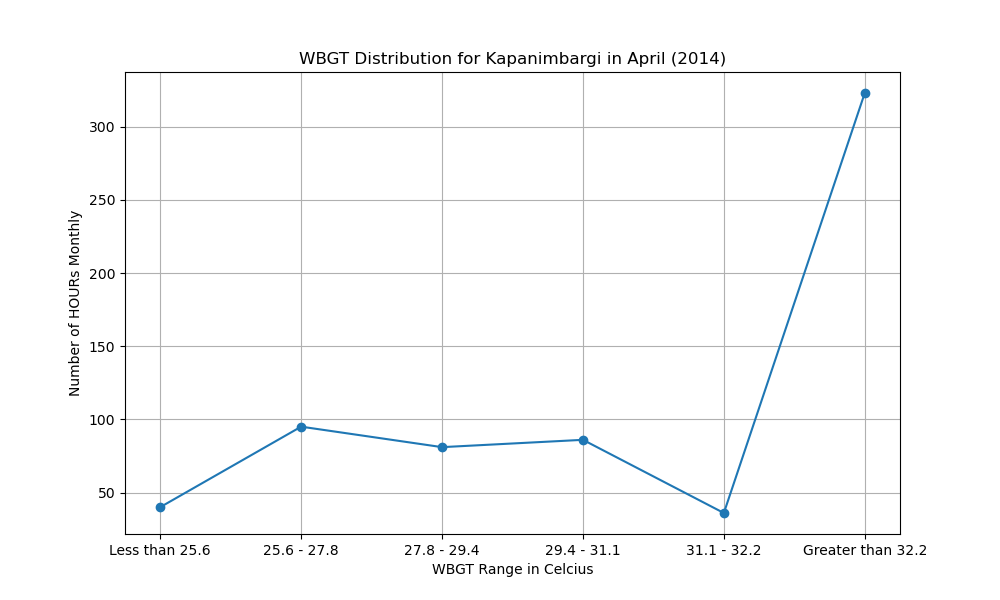 WBGT Distribution for Kapanimbargi in April (2014)
Number of HOURs Monthly
300
250
200
150
100
50
Less than 25.6
25.6 - 27.8
27.8 - 29.4
29.4 - 31.1
31.1 - 32.2
Greater than 32.2
WBGT Range in Celcius